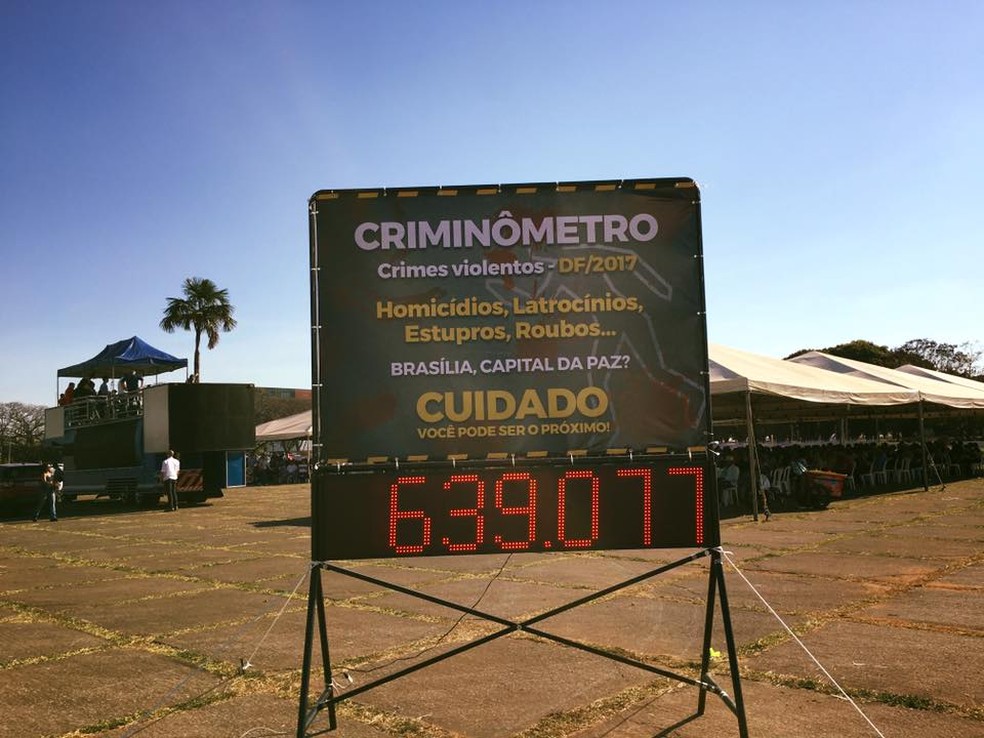 CRIMINÔMETRO
Crimes violentos - DF/2017
Homicídios, Latrocínios,
Estupros, Roubos...
BRASÍLIA, CAPITAL DA PAZ?
CUIDADO
VOCÊ PODE SER O PRÓXIMO!
639.077